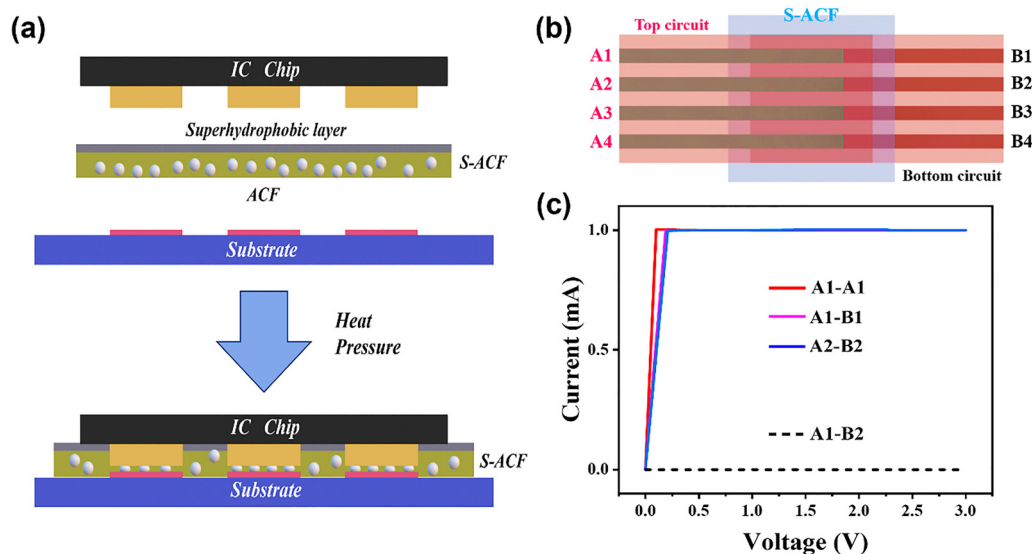 (a)
IC Chip
Superhydrophobic layer
S-ACF
ACF
Substrate
Heat
Pressure
IC Chip
S-ACF
Substrate
(b)
S-ACF
Top circuit
A1
B1
A2
B2
A3
B3
A4
B4
Bottom circuit
(c)
Current (mA)
1.0
0.5
0.0
A1-A1
A1-B1
A2-B2
A1-B2
0.0 0.5 1.0 1.5 2.0 2.5 3.0
Voltage (V)